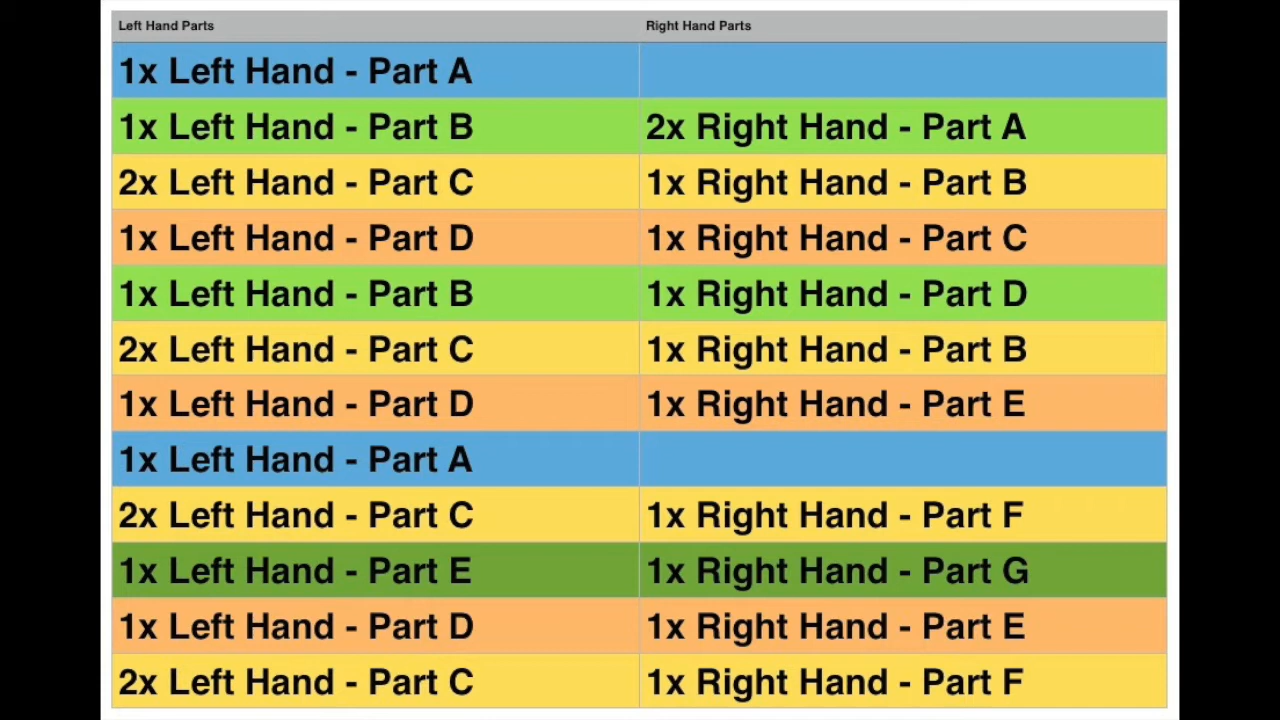 Left Hand Parts Right Hand Parts
1x Left Hand - Part A
1x Left Hand - Part B 2x Right Hand - Part A
2x Left Hand - Part C 1x Right Hand - Part B
1x Left Hand - Part D 1x Right Hand - Part C
1x Left Hand - Part B 1x Right Hand - Part D
2x Left Hand - Part C 1x Right Hand - Part B
1x Left Hand - Part D 1x Right Hand - Part E
1x Left Hand - Part A
2x Left Hand - Part C 1x Right Hand - Part F
1x Left Hand - Part E 1x Right Hand - Part G
1x Left Hand - Part D 1x Right Hand - Part E
2x Left Hand - Part C 1x Right Hand - Part F